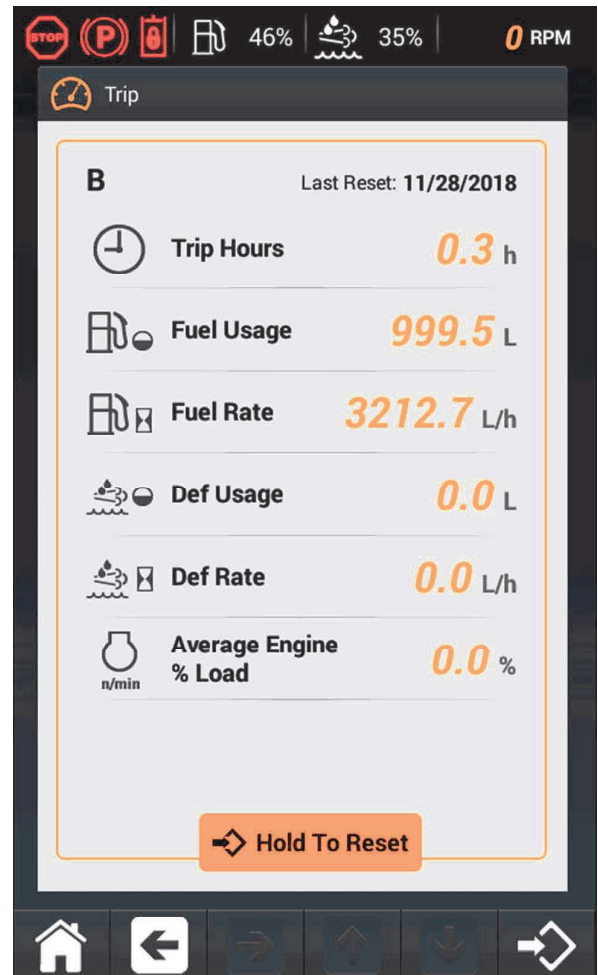 STOP P 46% 35% 0 RPM
Trip
B Last Reset: 11/28/2018
Trip Hours 0.3 h
Fuel Usage 999.5 L
Fuel Rate 3212.7 L/h
Def Usage 0.0 L
Def Rate 0.0 L/h
Average Engine
% Load 0.0 %
n/min
Hold To Reset